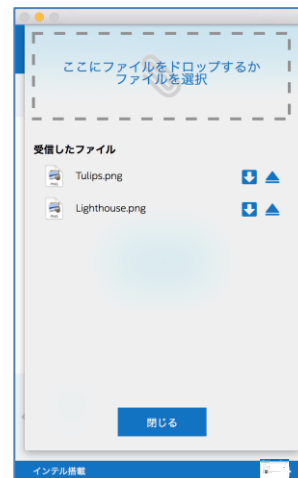 ここにファイルをドロップするか
ファイルを選択
受信したファイル
Tulips.png
Lighthouse.png
閉じる
インテル搭載